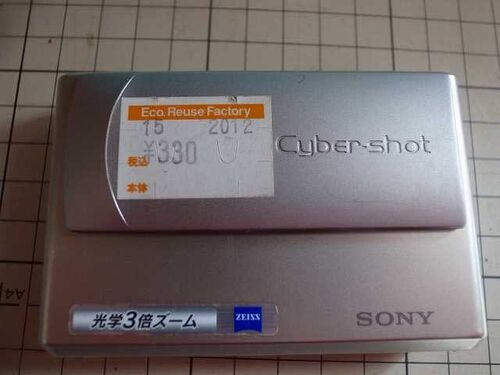 Eco. Reuse Factory
15 2012
¥330
税込
本体
Cyber-shot
光学3倍ズーム
ZEISS
SONY
A4